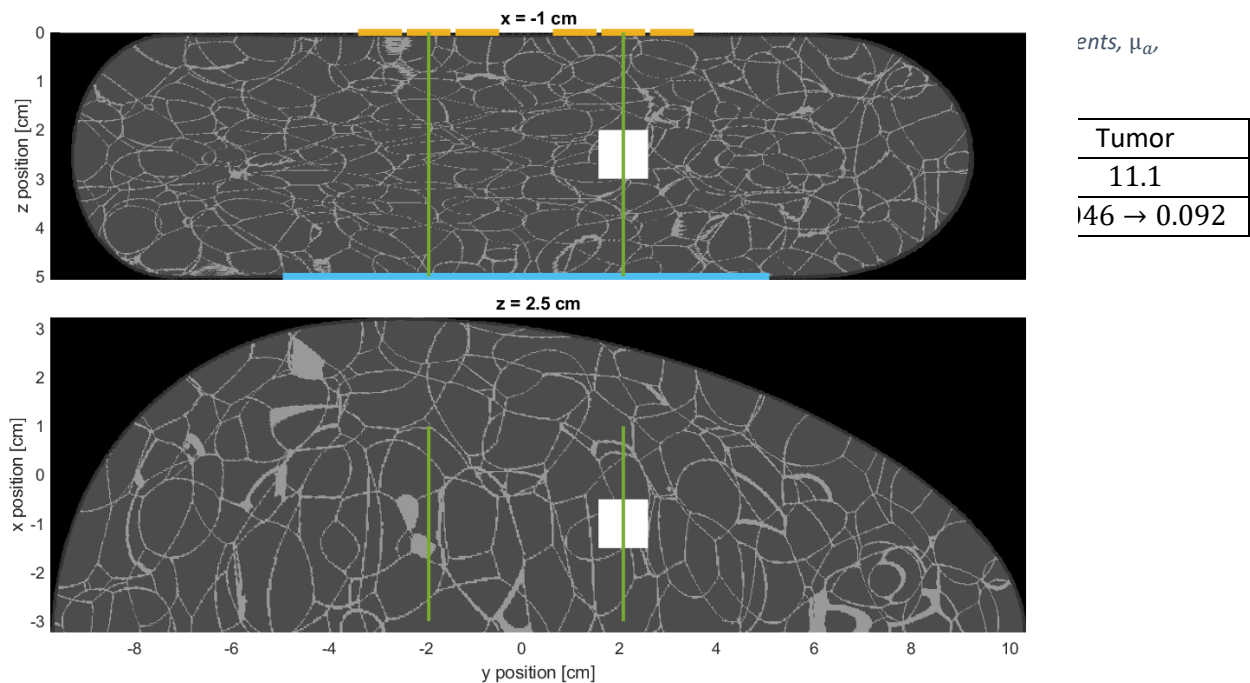 x = -1 cm
0
1
2
3
4
5
z position [cm]
z = 2.5 cm
3
2
1
0
-1
-2
-3
x position [cm]
-8 -6 -4 -2 0 2 4 6 8 10
y position [cm]
μₐ,
Tumor
11.1
46 → 0.092